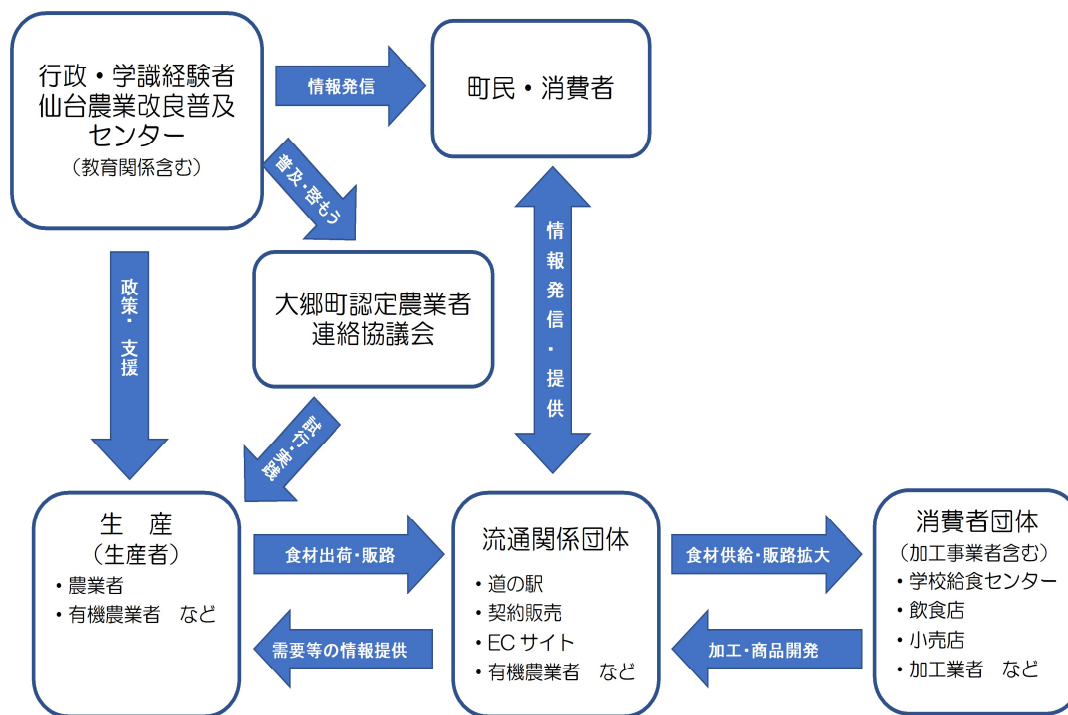 行政・学識経験者
仙台農業改良普及
センター
（教育関係含む）
情報発信
町民・消費者
普及・啓もう
政策・支援
大郷町認定農業者
連絡協議会
情報発信・提供
試行・実践
生　産
（生産者）
・農業者
・有機農業者　など
食材出荷・販路
需要等の情報提供
流通関係団体
・道の駅
・契約販売
・ECサイト
・有機農業者　など
食材供給・販路拡大
加工・商品開発
消費者団体
（加工事業者含む）
・学校給食センター
・飲食店
・小売店
・加工業者　など